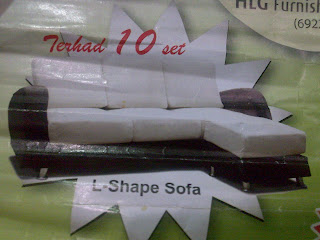 HLG Furnish
(692
Terhad 10 set
L-Shape Sofa